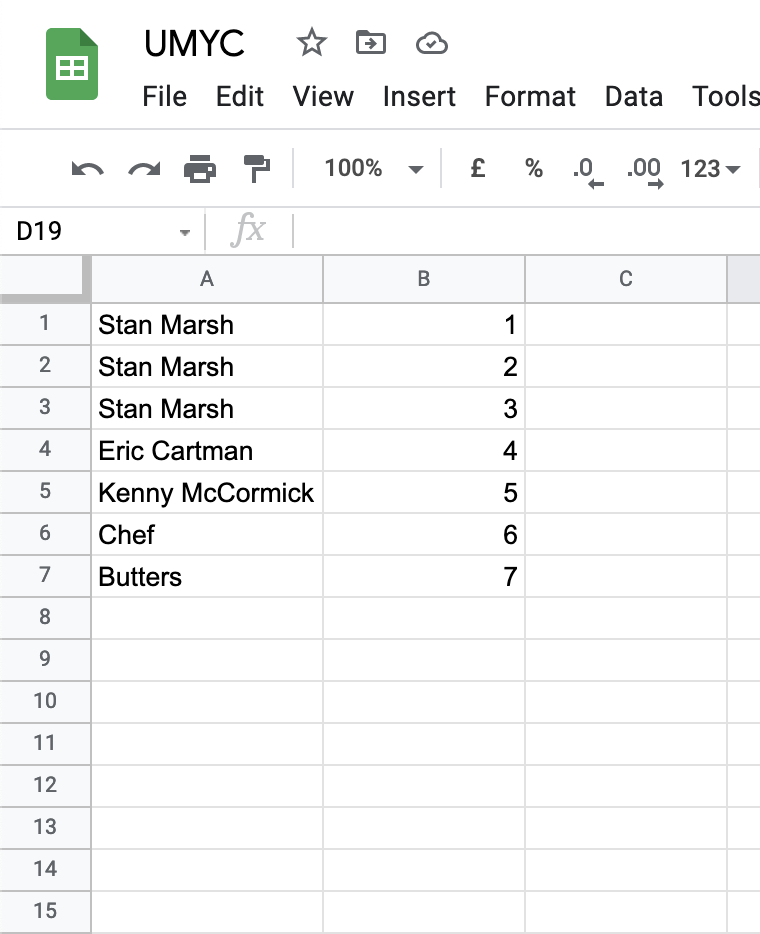 UMYC
File Edit View Insert Format Data Tools
100% £ % .0 .00 123
D19 fx
A B C
1 Stan Marsh 1
2 Stan Marsh 2
3 Stan Marsh 3
4 Eric Cartman 4
5 Kenny McCormick 5
6 Chef 6
7 Butters 7
8
9
10
11
12
13
14
15